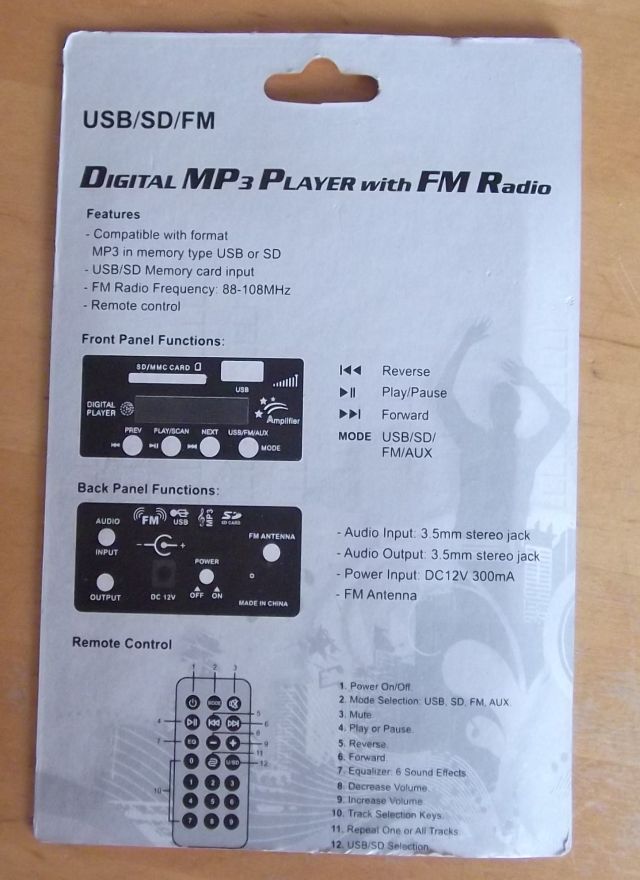 USB/SD/FM
DIGITAL MP3 PLAYER with FM Radio
Features
- Compatible with format
MP3 in memory type USB or SD
- USB/SD Memory card input
- FM Radio Frequency: 88-108MHz
- Remote control
Front Panel Functions:
SD/MMC CARD
USB
DIGITAL
PLAYER
Amplifier
PREV PLAY/SCAN NEXT USB/FM/AUX
MODE
Reverse
Play/Pause
Forward
MODE USB/SD/
FM/AUX
Back Panel Functions:
AUDIO
INPUT
OUTPUT
FM
USB
MP3
SD
SD CARD
- +
DC 12V
POWER
OFF ON
FM ANTENNA
MADE IN CHINA
- Audio Input: 3.5mm stereo jack
- Audio Output: 3.5mm stereo jack
- Power Input: DC12V 300mA
- FM Antenna
Remote Control
1 2 3
4 5
6
7 8
9
11
12
10
MODE
EQ - +
0 U/SD
1 2 3
4 5 6
7 8 9
1. Power On/Off.
2. Mode Selection: USB, SD, FM, AUX.
3. Mute.
4. Play or Pause.
5. Reverse.
6. Forward.
7. Equalizer: 6 Sound Effects.
8. Decrease Volume.
9. Increase Volume.
10. Track Selection Keys.
11. Repeat One or All Tracks.
12. USB/SD Selection.